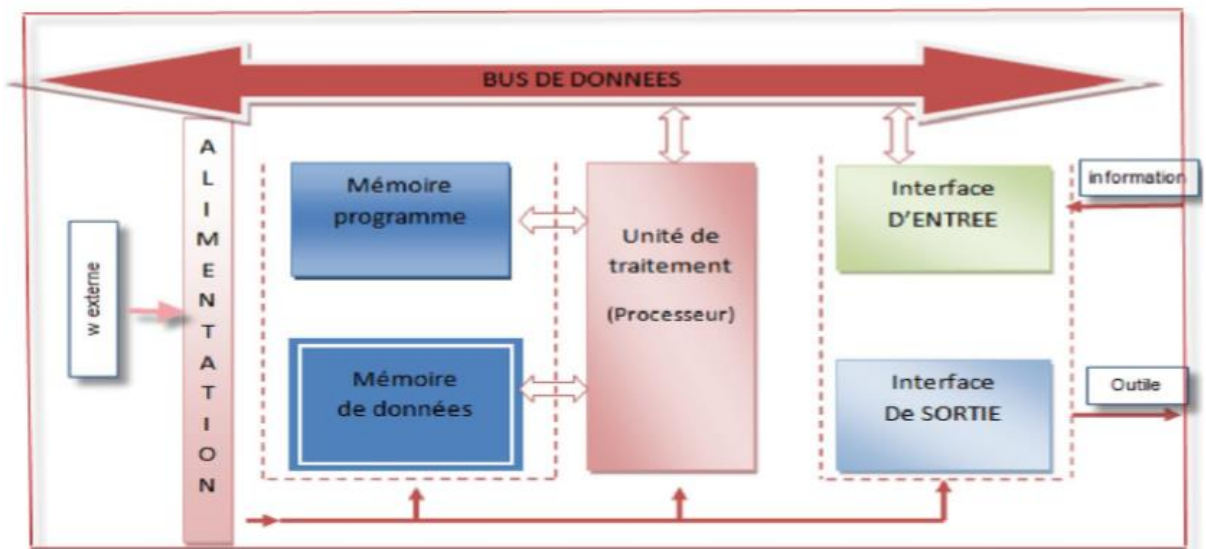 BUS DE DONNEES
ALIMENTATION
w externe
Mémoire
programme
Mémoire
de données
Unité de
traitement
(Processeur)
Interface
D'ENTREE
Interface
De SORTIE
information
Outile